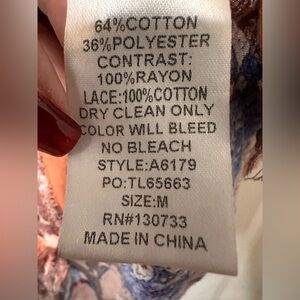 64%COTTON
36%POLYESTER
CONTRAST:
100%RAYON
LACE:100%COTTON
DRY CLEAN ONLY
COLOR WILL BLEED
NO BLEACH
STYLE:A6179
PO:TL65663
SIZE:M
RN#130733
MADE IN CHINA